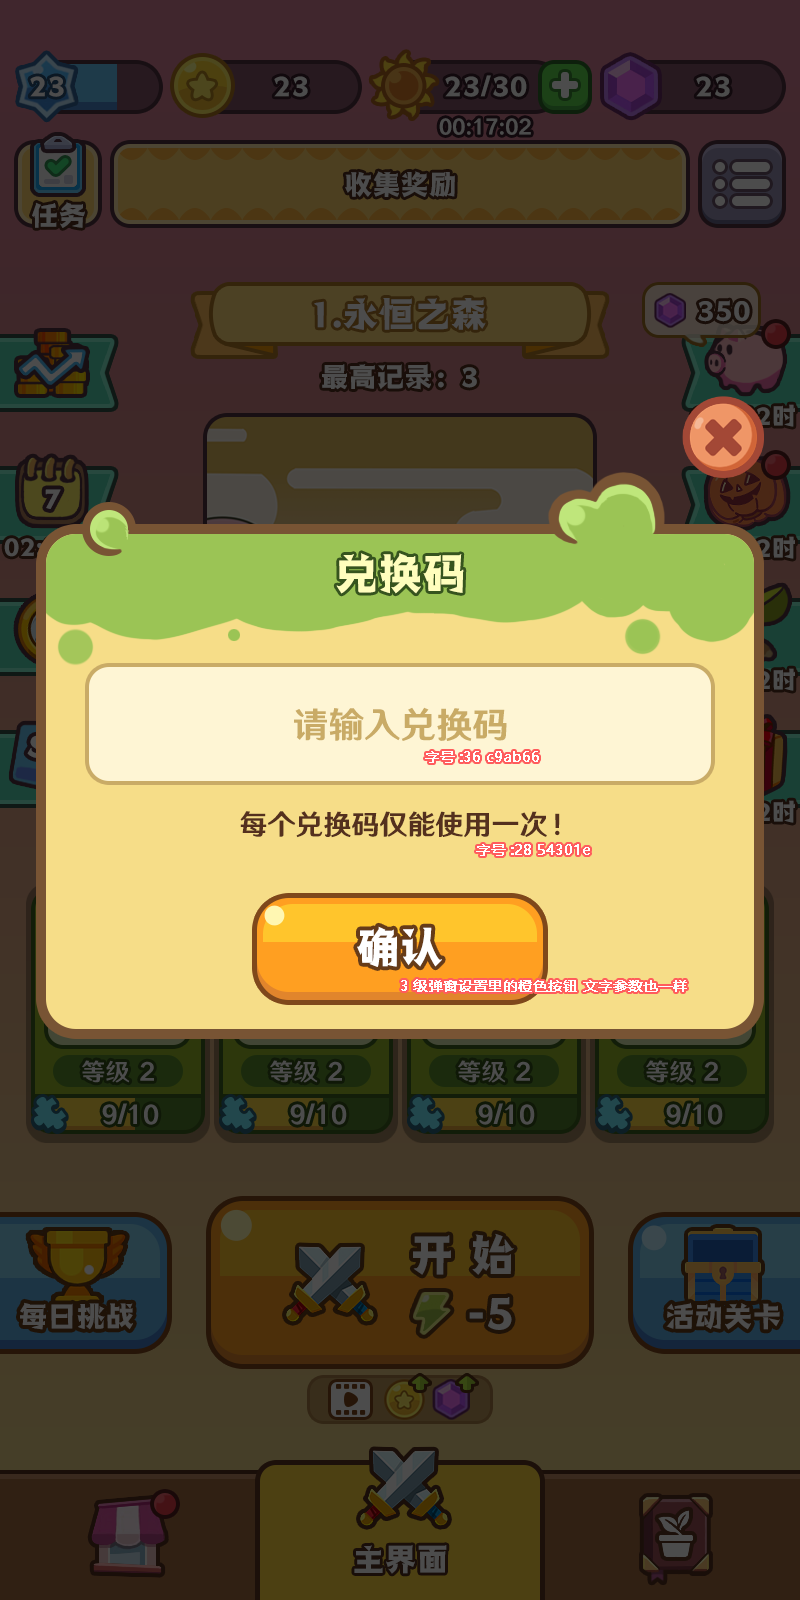 23
23
23/30
23
00:17:02
任务
收集奖励
1.永恒之森
350
最高记录：3
2时
7
02
2时
兑换码
请输入兑换码
字号:36 c9ab66
2时
每个兑换码仅能使用一次！
字号:28 54301e
2时
确认
3 级弹窗设置里的橙色按钮 文字参数也一样
等级 2
等级 2
等级 2
等级 2
9/10
9/10
9/10
9/10
开 始
-5
每日挑战
活动关卡
主界面